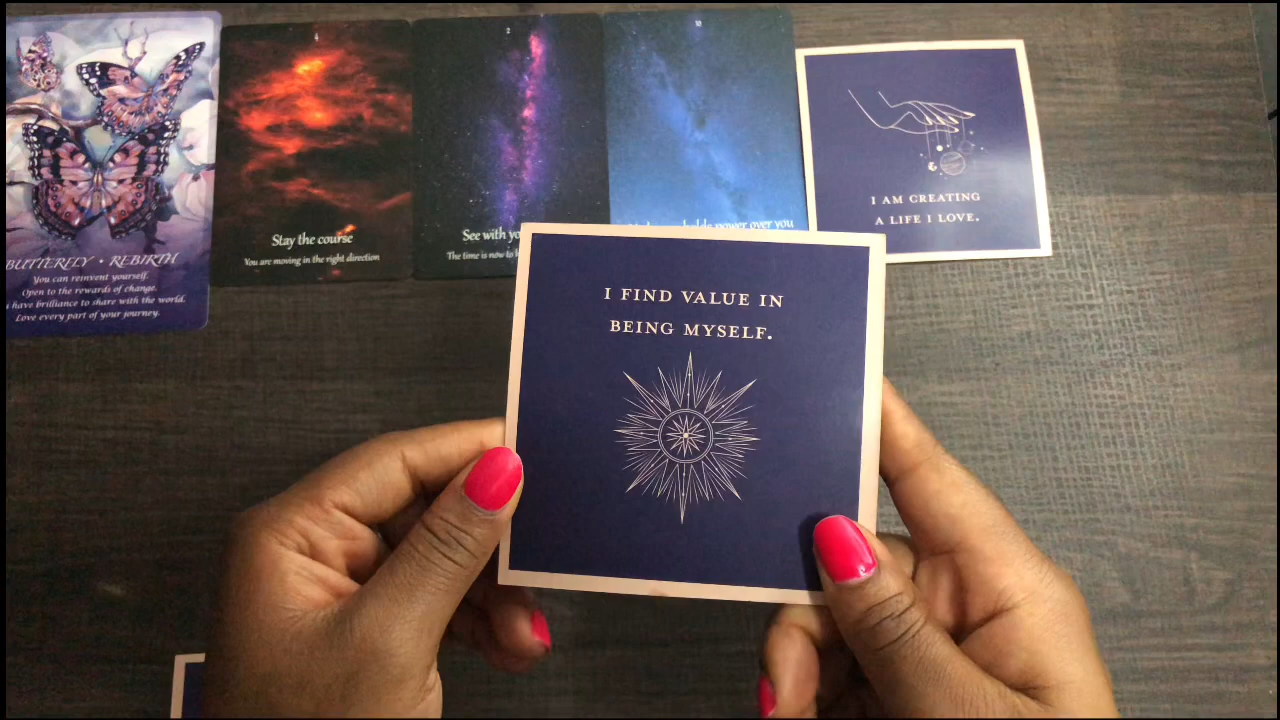 BUTTERFLY • REBIRTH
You can reinvent yourself.
Open to the rewards of change.
have brilliance to share with the world.
Love every part of your journey.
Stay the course
You are moving in the right direction
2
See with
The time is now to
power over you
I AM CREATING
A LIFE I LOVE.
I FIND VALUE IN
BEING MYSELF.